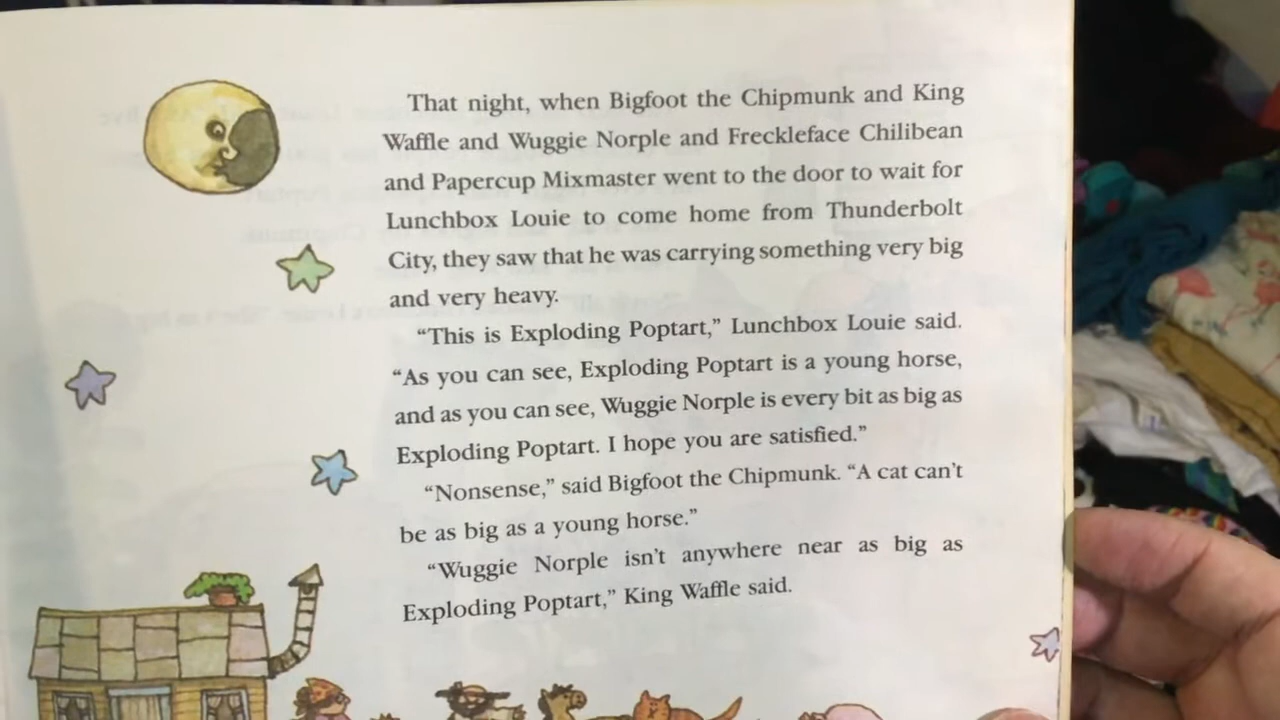 That night, when Bigfoot the Chipmunk and King
Waffle and Wuggie Norple and Freckleface Chilibean
and Papercup Mixmaster went to the door to wait for
Lunchbox Louie to come home from Thunderbolt
City, they saw that he was carrying something very big
and very heavy.
“This is Exploding Poptart,” Lunchbox Louie said.
“As you can see, Exploding Poptart is a young horse,
and as you can see, Wuggie Norple is every bit as big as
Exploding Poptart. I hope you are satisfied.”
“Nonsense,” said Bigfoot the Chipmunk. “A cat can’t
be as big as a young horse.”
“Wuggie Norple isn’t anywhere near as big as
Exploding Poptart,” King Waffle said.